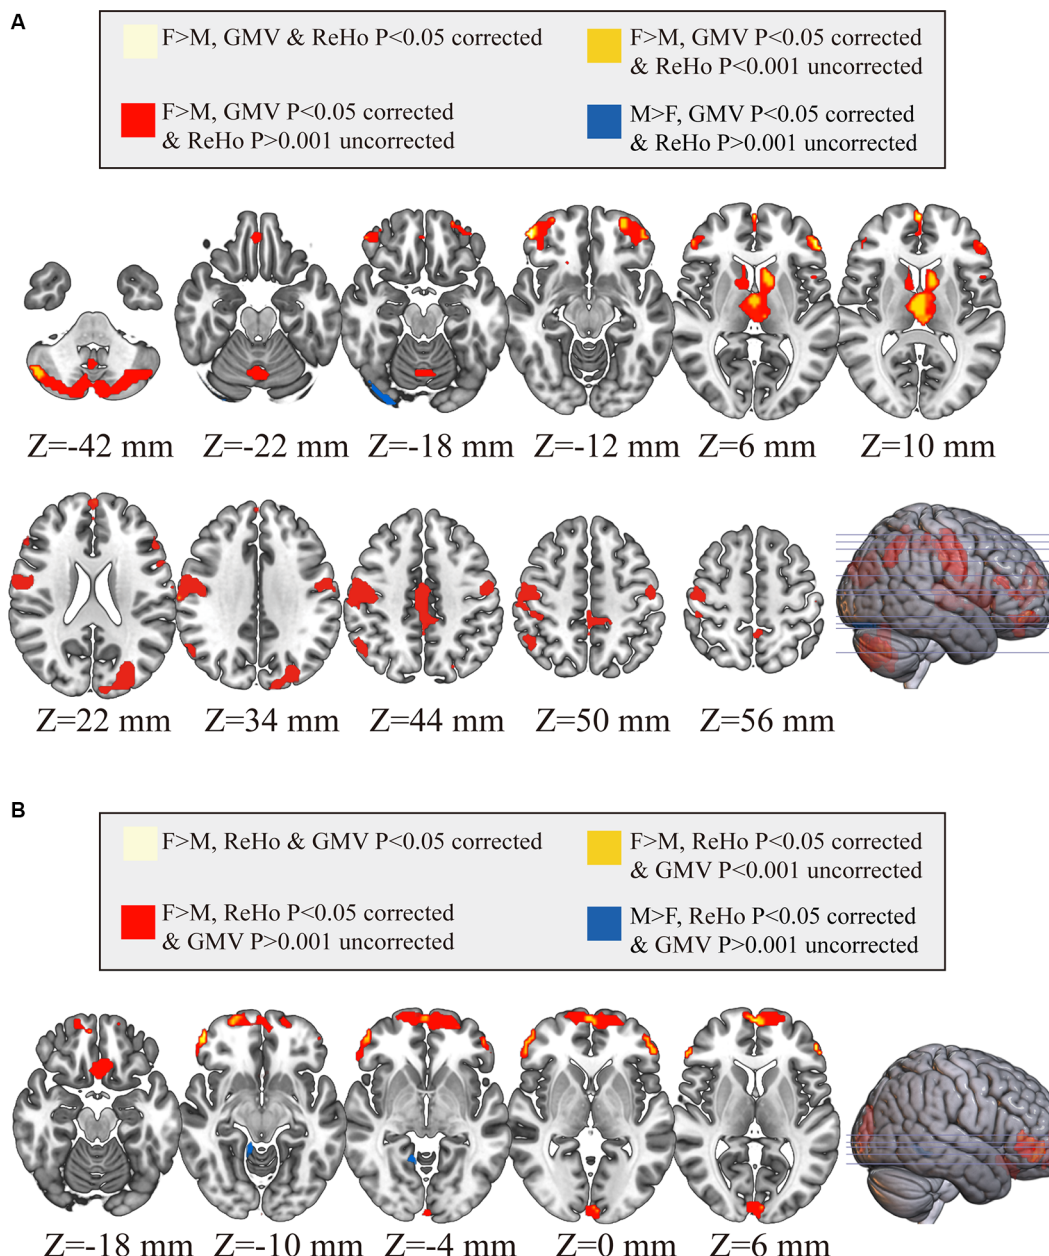 A
F>M, GMV & ReHo P<0.05 corrected
F>M, GMV P<0.05 corrected
& ReHo P<0.001 uncorrected
F>M, GMV P<0.05 corrected
& ReHo P>0.001 uncorrected
M>F, GMV P<0.05 corrected
& ReHo P>0.001 uncorrected
Z=-42 mm
Z=-22 mm
Z=-18 mm
Z=-12 mm
Z=6 mm
Z=10 mm
Z=22 mm
Z=34 mm
Z=44 mm
Z=50 mm
Z=56 mm
B
F>M, ReHo & GMV P<0.05 corrected
F>M, ReHo P<0.05 corrected
& GMV P<0.001 uncorrected
F>M, ReHo P<0.05 corrected
& GMV P>0.001 uncorrected
M>F, ReHo P<0.05 corrected
& GMV P>0.001 uncorrected
Z=-18 mm
Z=-10 mm
Z=-4 mm
Z=0 mm
Z=6 mm